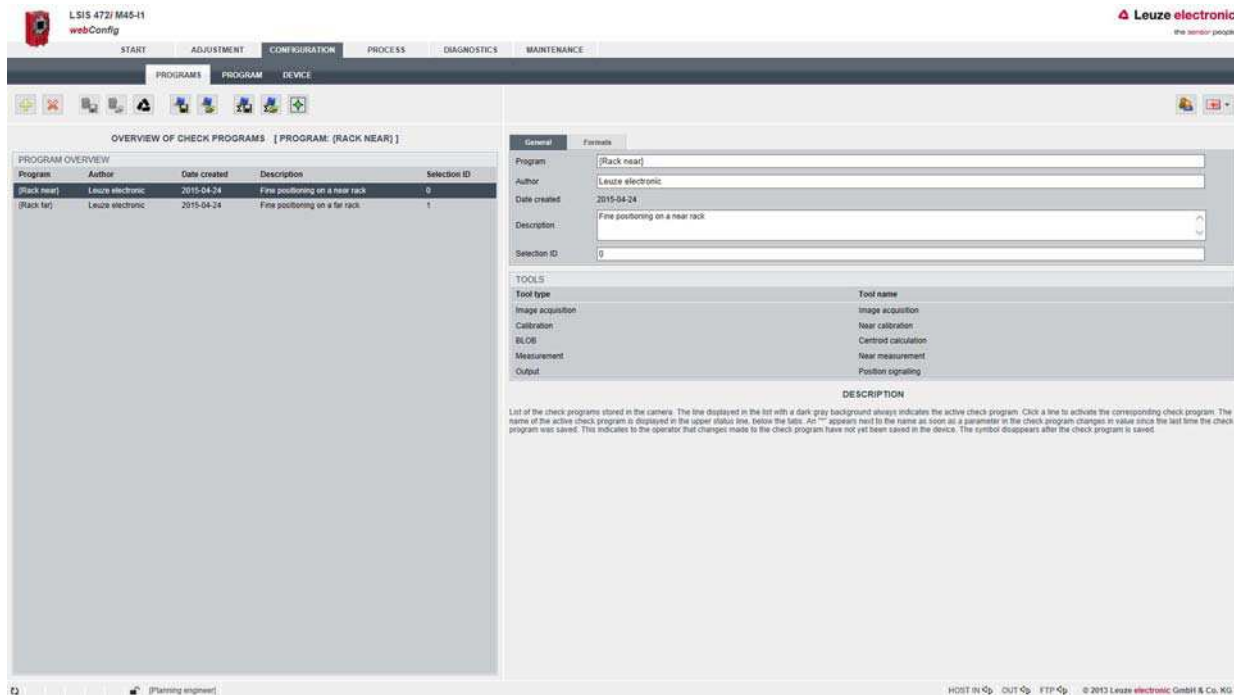 LSIS 472i M45-I1
webConfig
Leuze electronic
the sensor people
START ADJUSTMENT CONFIGURATION PROCESS DIAGNOSTICS MAINTENANCE
PROGRAMS PROGRAM DEVICE
OVERVIEW OF CHECK PROGRAMS [ PROGRAM: {RACK NEAR} ]
PROGRAM OVERVIEW
Program Author Date created Description Selection ID
{Rack near} Leuze electronic 2015-04-24 Fine positioning on a near rack 0
{Rack far} Leuze electronic 2015-04-24 Fine positioning on a far rack 1
General Formats
Program {Rack near}
Author Leuze electronic
Date created 2015-04-24
Description Fine positioning on a near rack
Selection ID 0
TOOLS
Tool type Tool name
Image acquisition Image acquisition
Calibration Near calibration
BLOB Centroid calculation
Measurement Near measurement
Output Position signalling
DESCRIPTION
List of the check programs stored in the camera. The line displayed in the list with a dark gray background always indicates the active check program. Click a line to activate the corresponding check program. The
name of the active check program is displayed in the upper status line, below the tabs. An "*" appears next to the name as soon as a parameter in the check program changes in value since the last time the check
program was saved. This indicates to the operator that changes made to the check program have not yet been saved in the device. The symbol disappears after the check program is saved.
[Planning engineer]
HOST IN OUT FTP © 2013 Leuze electronic GmbH & Co. KG